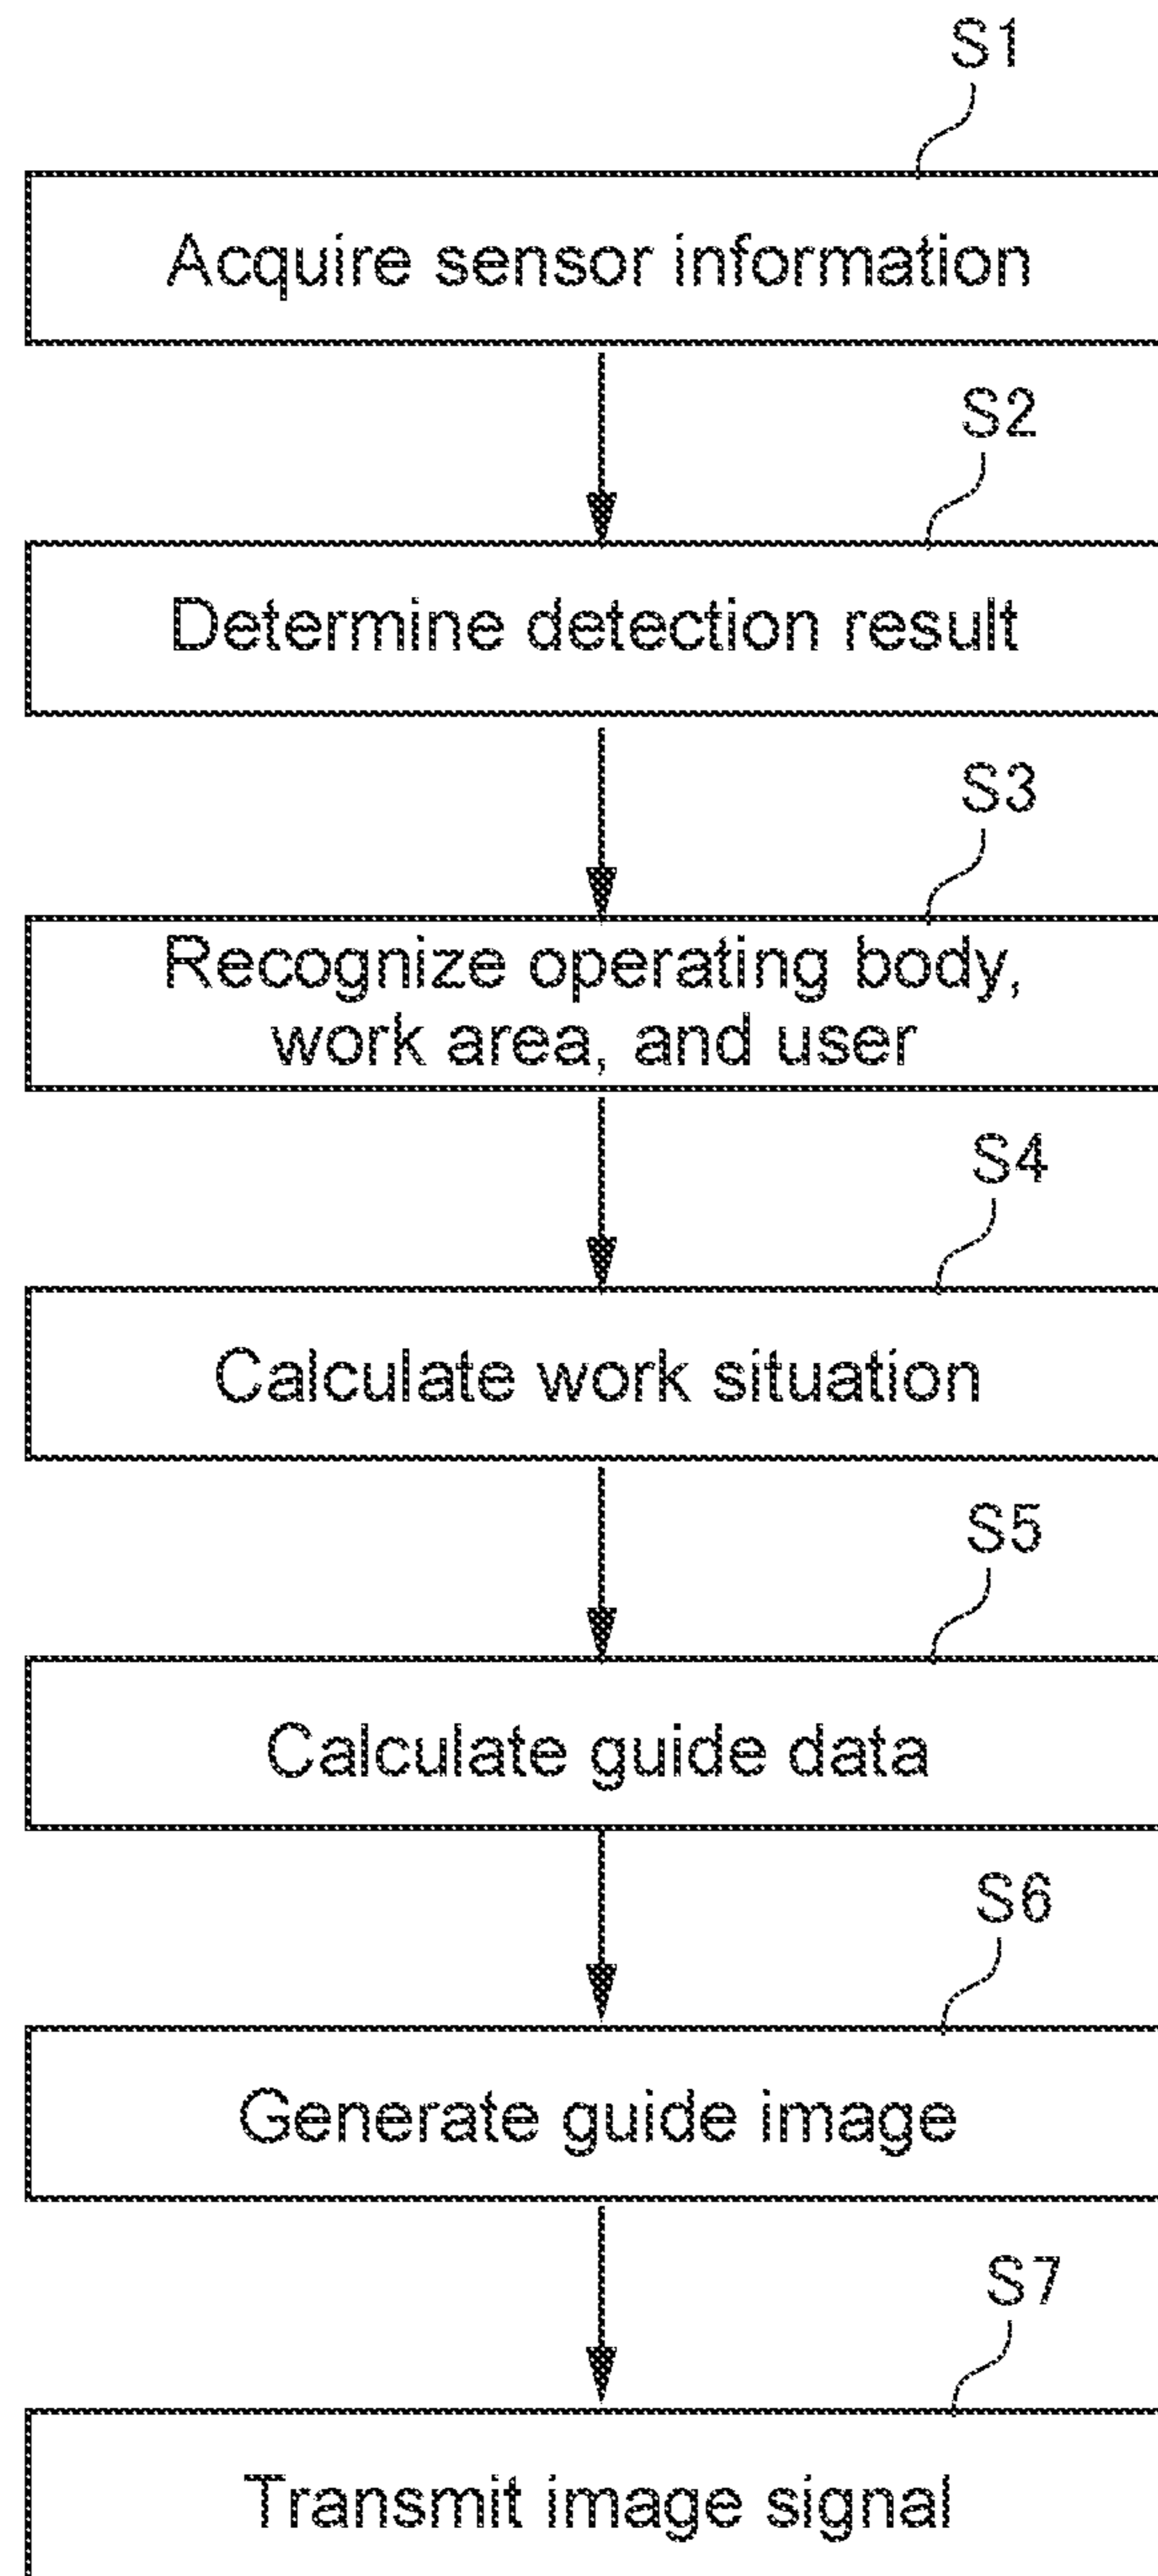 S1
Acquire sensor information
S2
Determine detection result
S3
Recognize operating body,
work area, and user
S4
Calculate work situation
S5
Calculate guide data
S6
Generate guide image
S7
Transmit image signal